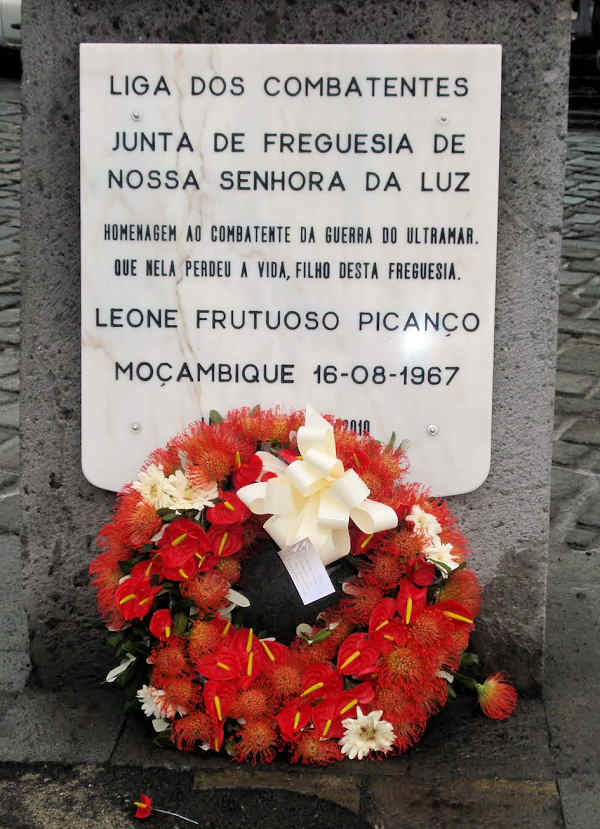 LIGA DOS COMBATENTES
JUNTA DE FREGUESIA DE
NOSSA SENHORA DA LUZ
HOMENAGEM AO COMBATENTE DA GUERRA DO ULTRAMAR.
QUE NELA PERDEU A VIDA, FILHO DESTA FREGUESIA.
LEONE FRUTUOSO PICANÇO
MOÇAMBIQUE 16-08-1967
2010